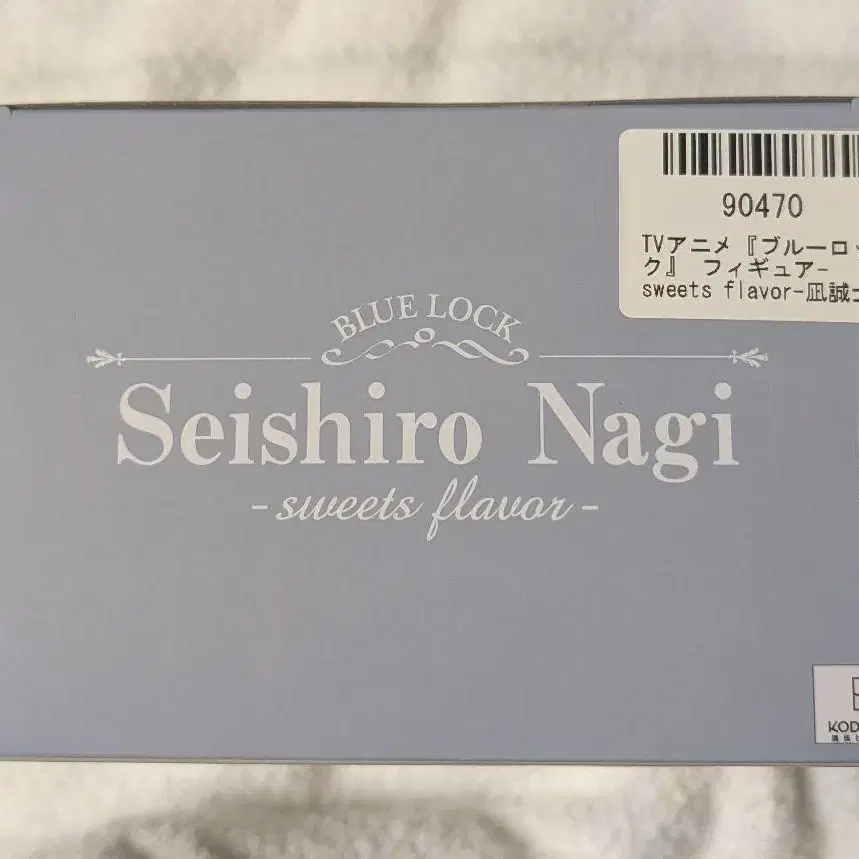 90470
TVアニメ『ブルーロッ
ク』 フィギュア-
sweets flavor-凪誠士
BLUE LOCK
Seishiro Nagi
-sweets flavor-